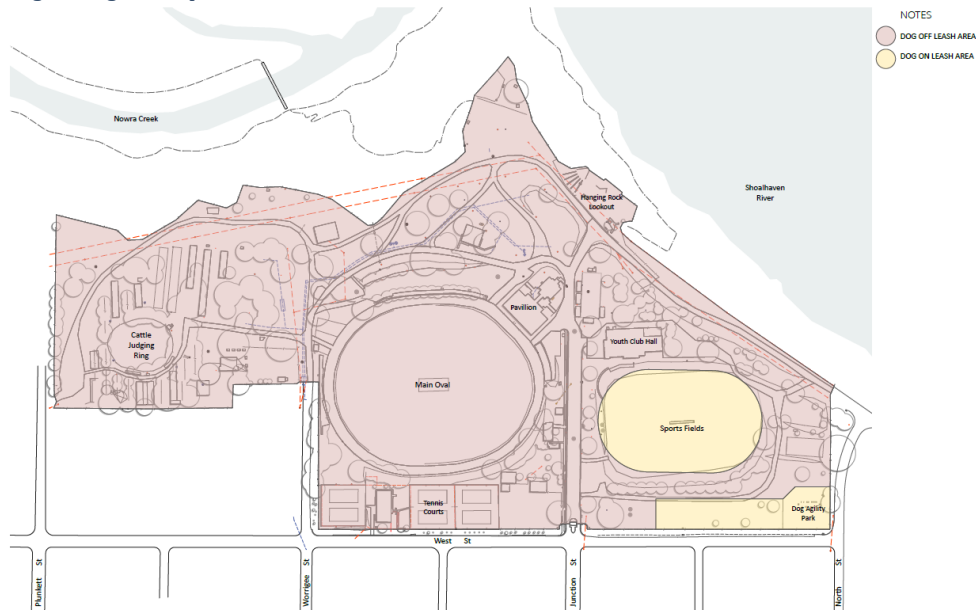 NOTES
DOG OFF LEASH AREA
DOG ON LEASH AREA
Nowra Creek
Shoalhaven
River
Hanging Rock
Lookout
Pavillion
Cattle
Judging
Ring
Youth Club Hall
Main Oval
Sports Fields
Tennis
Courts
Dog Agility
Park
West St
Plunkett St
Worrigee St
Junction St
North St